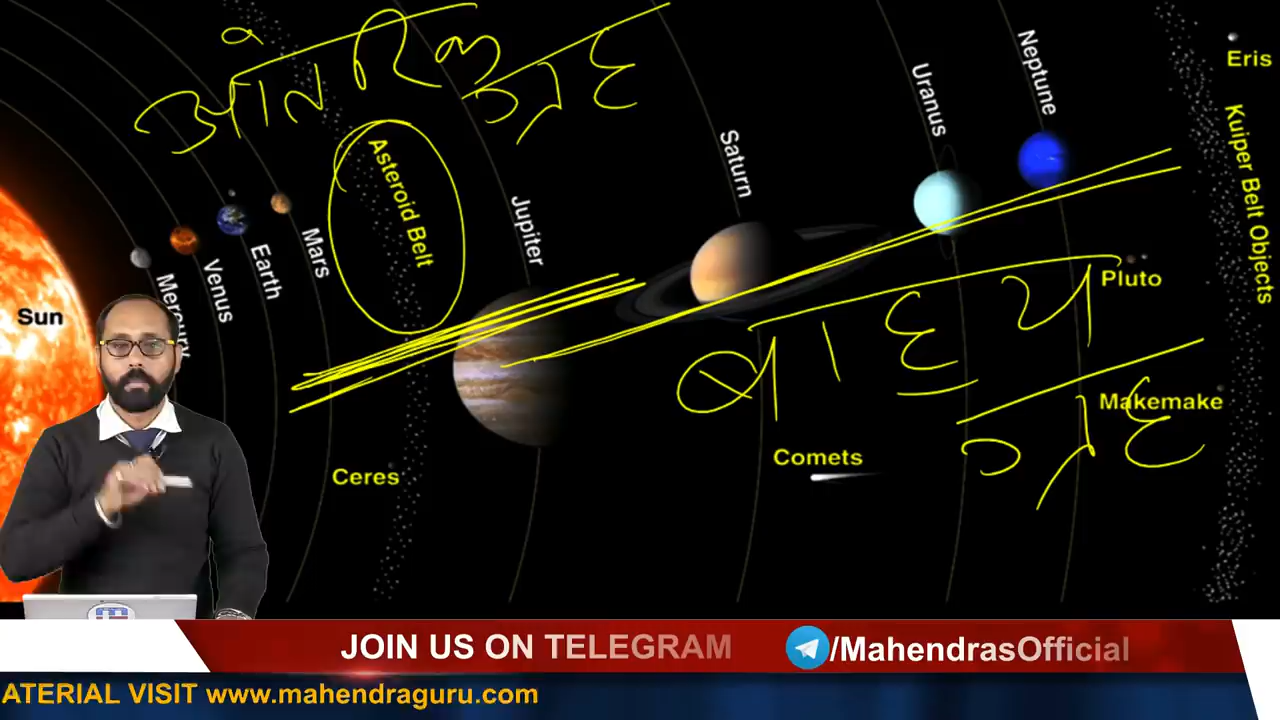 आंतरिक ग्रह
Sun
Mercury
Venus
Earth
Mars
Asteroid Belt
Jupiter
Saturn
Uranus
Neptune
Eris
Kuiper Belt Objects
Pluto
बाह्य
ग्रह
Makemake
Ceres
Comets
JOIN US ON TELEGRAM /MahendrasOfficial
ATERIAL VISIT www.mahendraguru.com